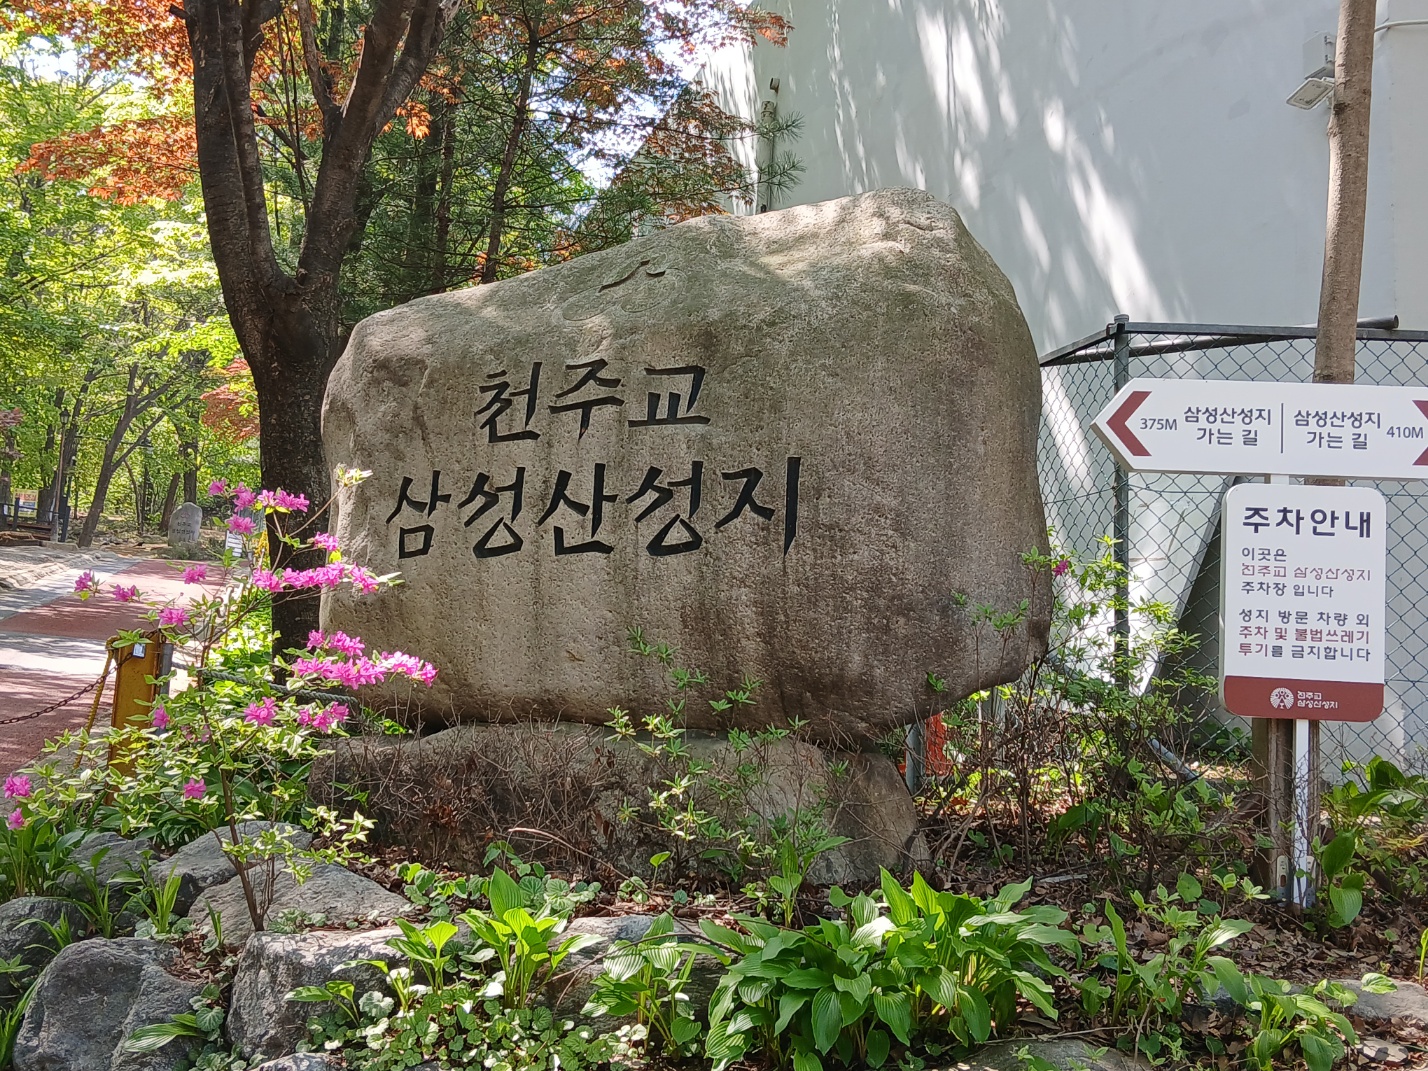 천주교
삼성산성지
375M 삼성산성지
가는 길
삼성산성지
가는 길 410M
주차안내
이곳은
천주교 삼성산성지
주차장 입니다
성지 방문 차량 외
주차 및 불법쓰레기
투기를 금지합니다
천주교
삼성산성지